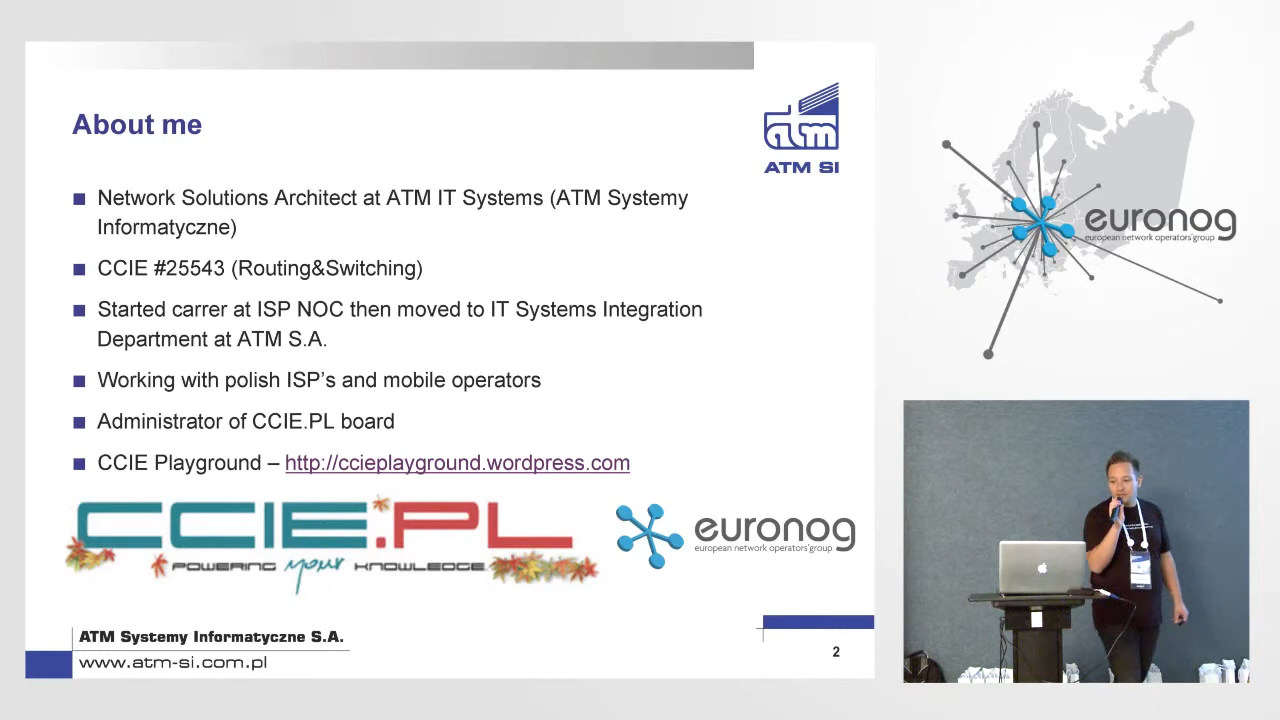 About me
atm
ATM SI
Network Solutions Architect at ATM IT Systems (ATM Systemy
Informatyczne)
CCIE #25543 (Routing&Switching)
Started carrer at ISP NOC then moved to IT Systems Integration
Department at ATM S.A.
Working with polish ISP's and mobile operators
Administrator of CCIE.PL board
CCIE Playground – http://ccieplayground.wordpress.com
CCIE.PL
POWERING your KNOWLEDGE
euronog
european network operators'group
ATM Systemy Informatyczne S.A.
www.atm-si.com.pl
2
euronog
european network operators'group